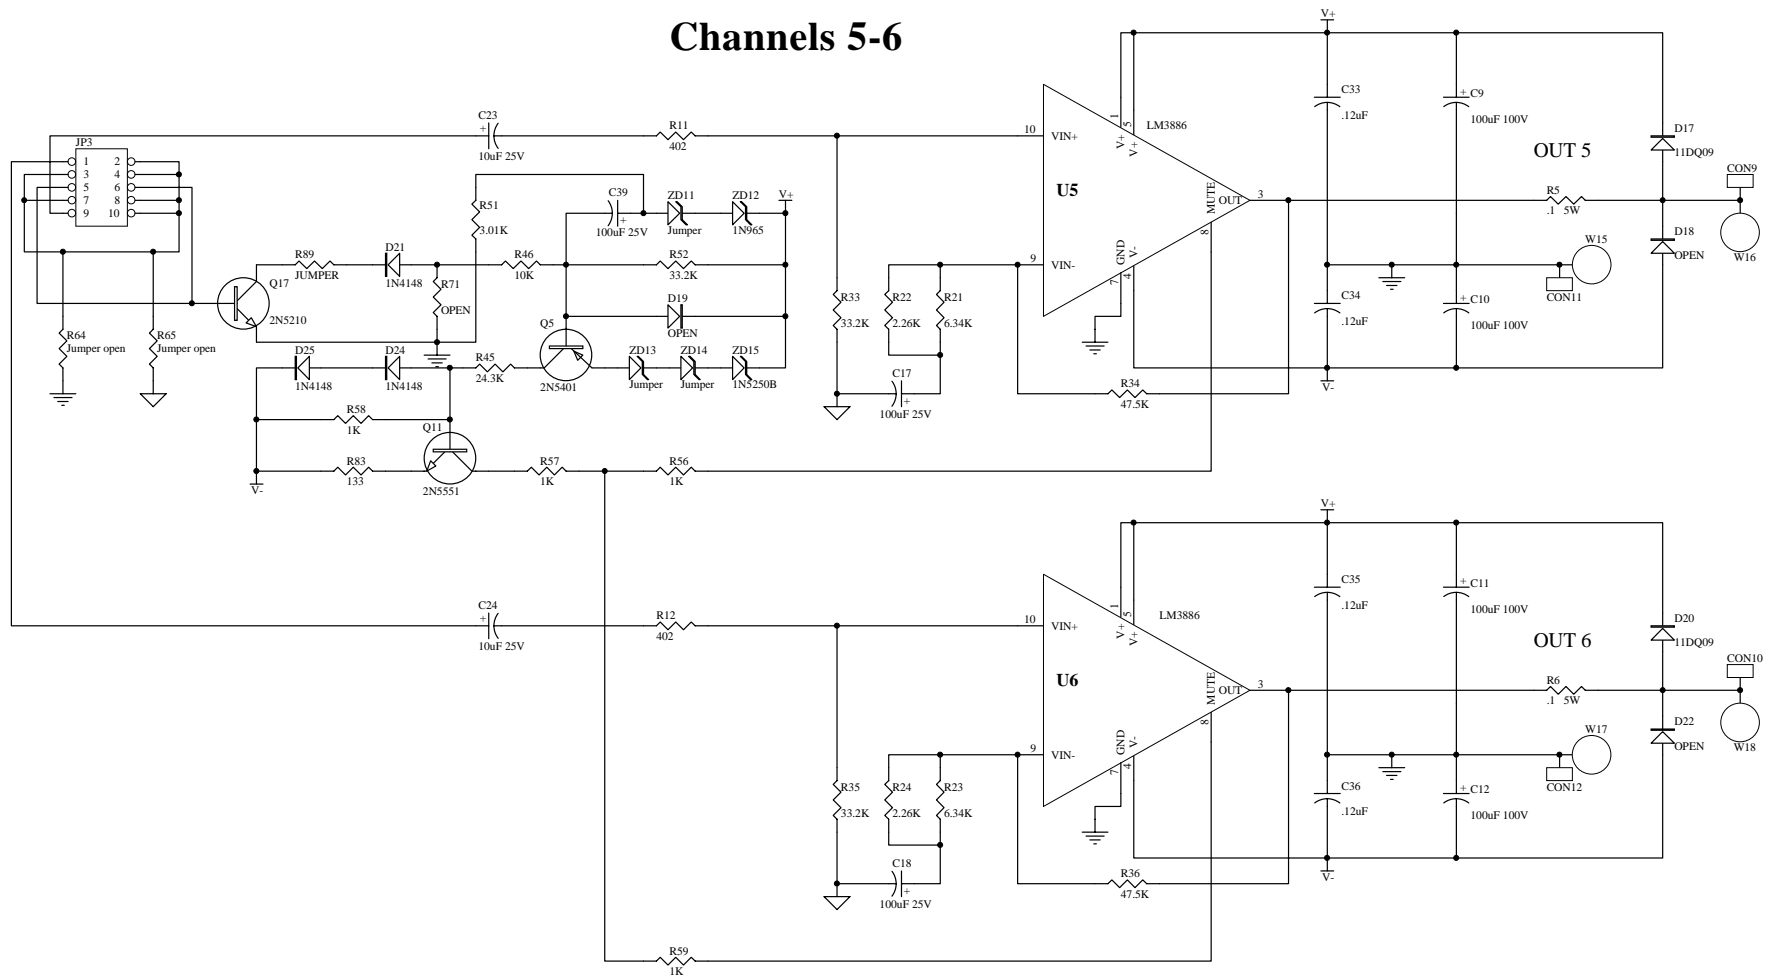 Channels 5-6
V+
C33
.12uF
C9
+
100uF 100V
C23
+
10uF 25V
R11
402
10
VIN+
1
V+
5
V+
LM3886
OUT 5
D17
11DQ09
CON9
JP3
1 2
3 4
5 6
7 8
9 10
U5
MUTE
OUT
3
8
R5
.1 5W
W16
C39
+
100uF 25V
ZD11
Jumper
ZD12
1N965
V+
R51
3.01K
R89
JUMPER
D21
1N4148
R46
10K
R52
33.2K
R71
OPEN
9
VIN-
GND
7
V-
4
W15
CON11
D18
OPEN
Q17
2N5210
D19
OPEN
R33
33.2K
R22
2.26K
R21
6.34K
C34
.12uF
C10
+
100uF 100V
R64
Jumper open
R65
Jumper open
Q5
2N5401
D25
1N4148
D24
1N4148
R45
24.3K
ZD13
Jumper
ZD14
Jumper
ZD15
1N5250B
C17
+
100uF 25V
R34
47.5K
V-
R58
1K
Q11
2N5551
R83
133
V-
R57
1K
R56
1K
V+
C35
.12uF
C11
+
100uF 100V
C24
+
10uF 25V
R12
402
10
VIN+
1
V+
5
V+
LM3886
OUT 6
D20
11DQ09
CON10
U6
MUTE
OUT
3
8
R6
.1 5W
W18
9
VIN-
GND
7
V-
4
W17
CON12
D22
OPEN
R35
33.2K
R24
2.26K
R23
6.34K
C36
.12uF
C12
+
100uF 100V
C18
+
100uF 25V
R36
47.5K
V-
R59
1K